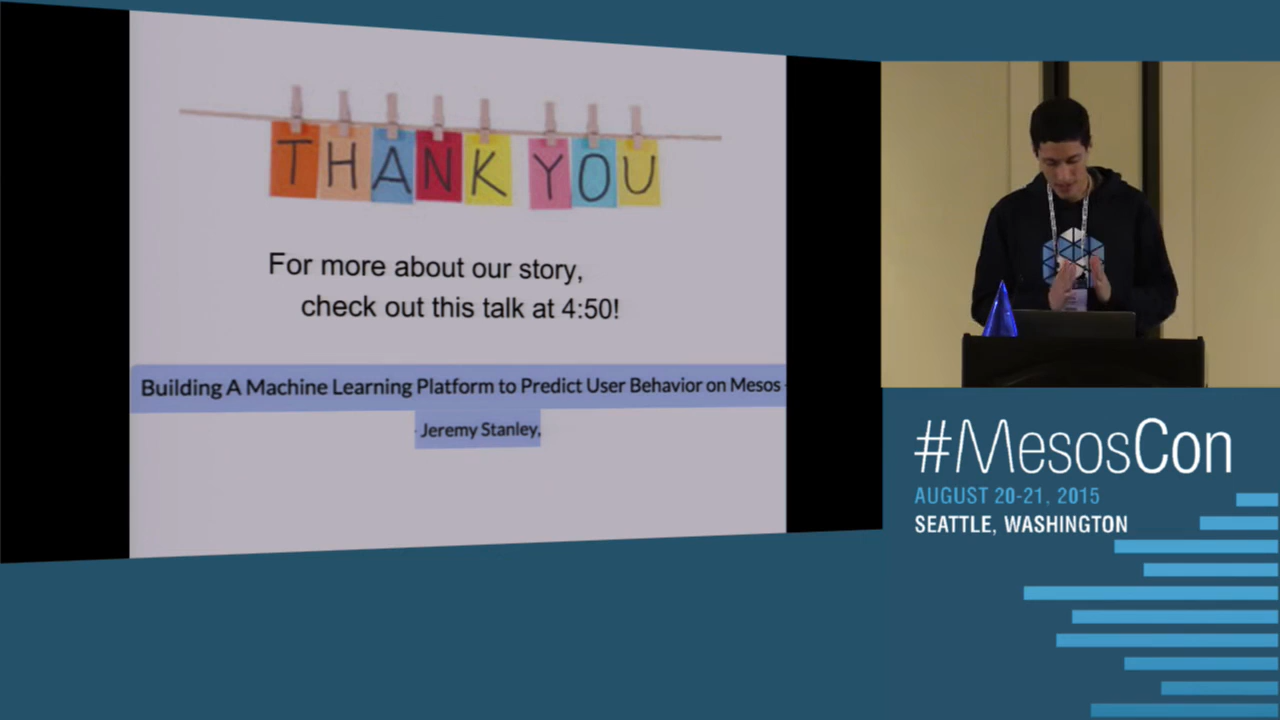 THANK YOU
For more about our story,
check out this talk at 4:50!
Building A Machine Learning Platform to Predict User Behavior on Mesos -
- Jeremy Stanley,
#MesosCon
AUGUST 20-21, 2015
SEATTLE, WASHINGTON